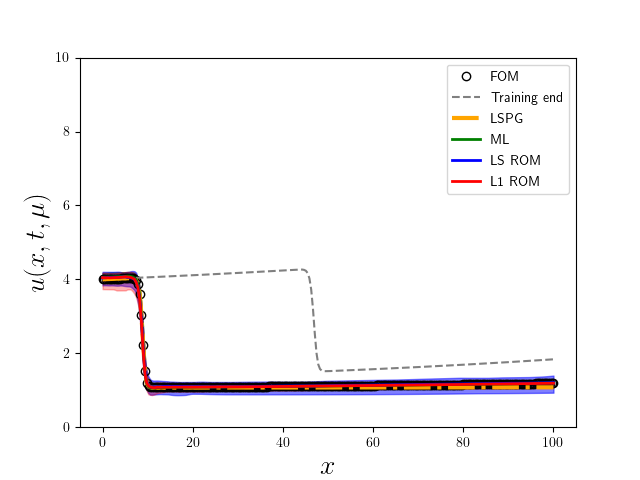 10
8
6
4
2
0
u(x, t, μ)
0 20 40 60 80 100
x
FOM
Training end
LSPG
ML
LS ROM
L1 ROM